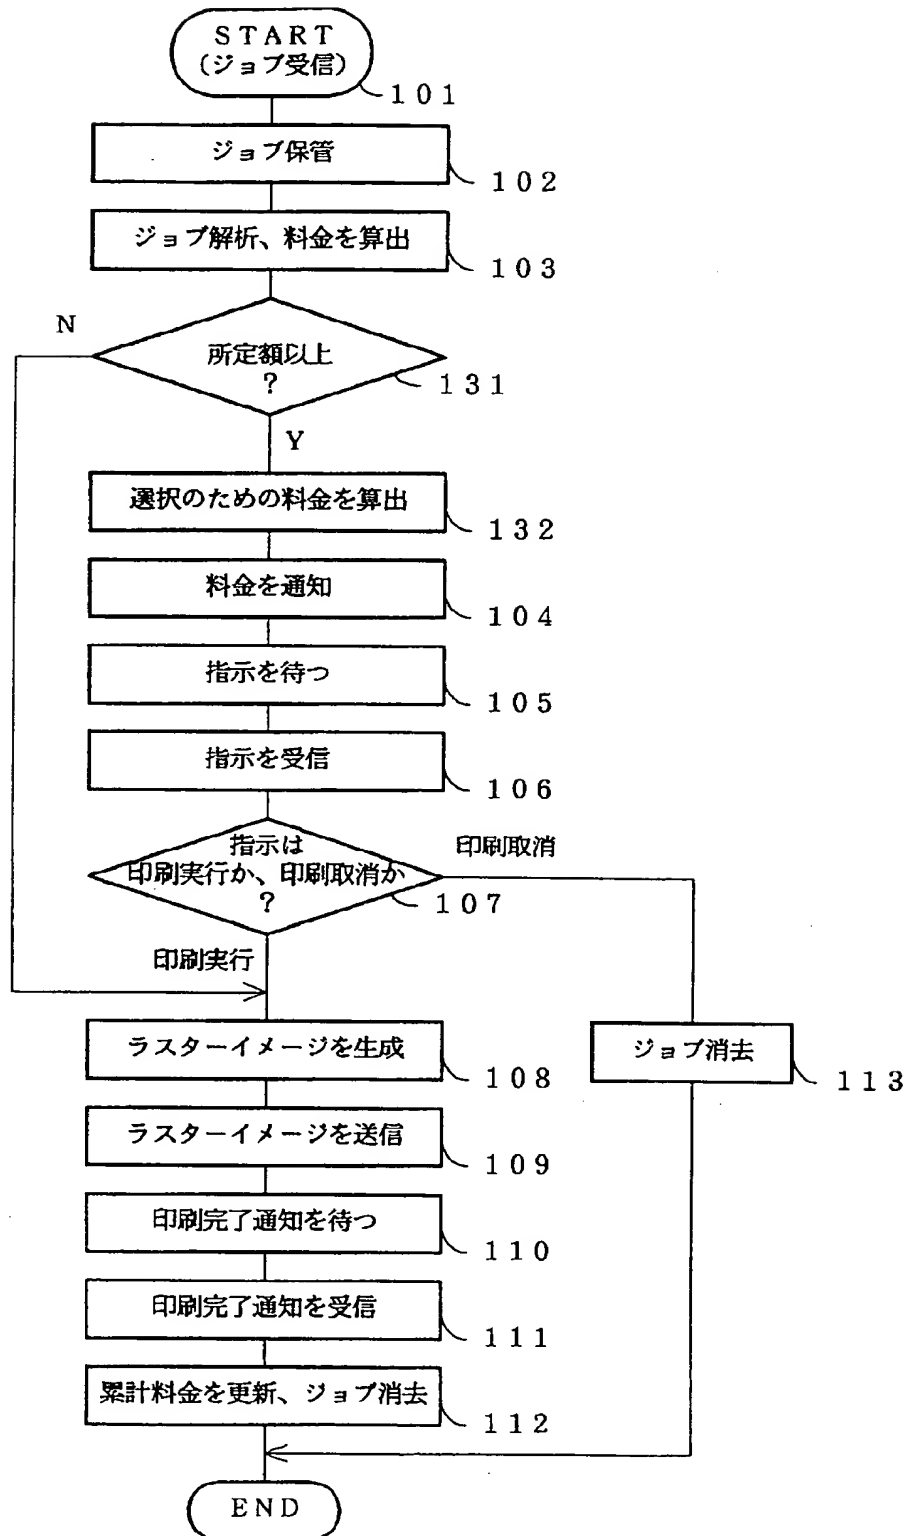 START
(ジョブ受信)
101
ジョブ保管
102
ジョブ解析、料金を算出
103
N
所定額以上
?
131
Y
選択のための料金を算出
132
料金を通知
104
指示を待つ
105
指示を受信
106
指示は
印刷実行か、印刷取消か
?
107
印刷取消
印刷実行
ラスターイメージを生成
108
ジョブ消去
113
ラスターイメージを送信
109
印刷完了通知を待つ
110
印刷完了通知を受信
111
累計料金を更新、ジョブ消去
112
END